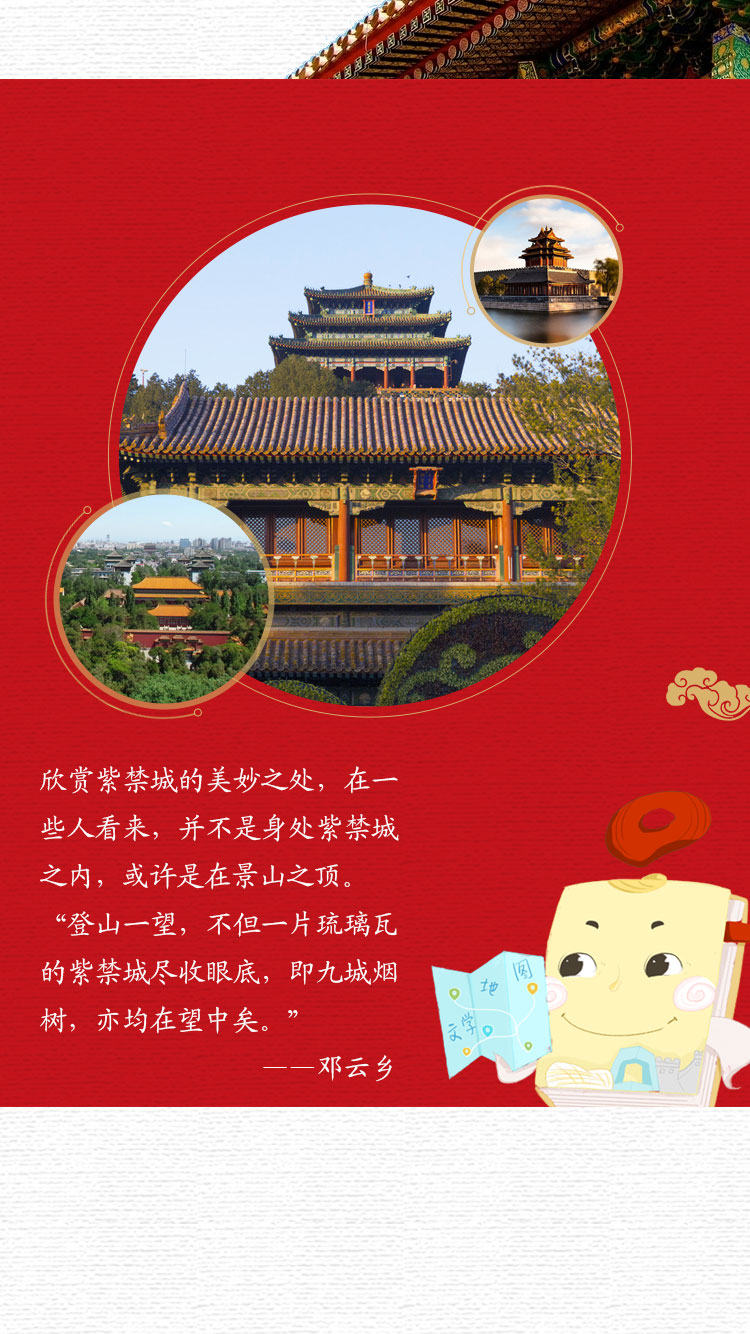 欣赏紫禁城的美妙之处，在一
些人看来，并不是身处紫禁城
之内，或许是在景山之顶。
“登山一望，不但一片琉璃瓦
的紫禁城尽收眼底，即九城烟
树，亦均在望中矣。”
——邓云乡
文学地图